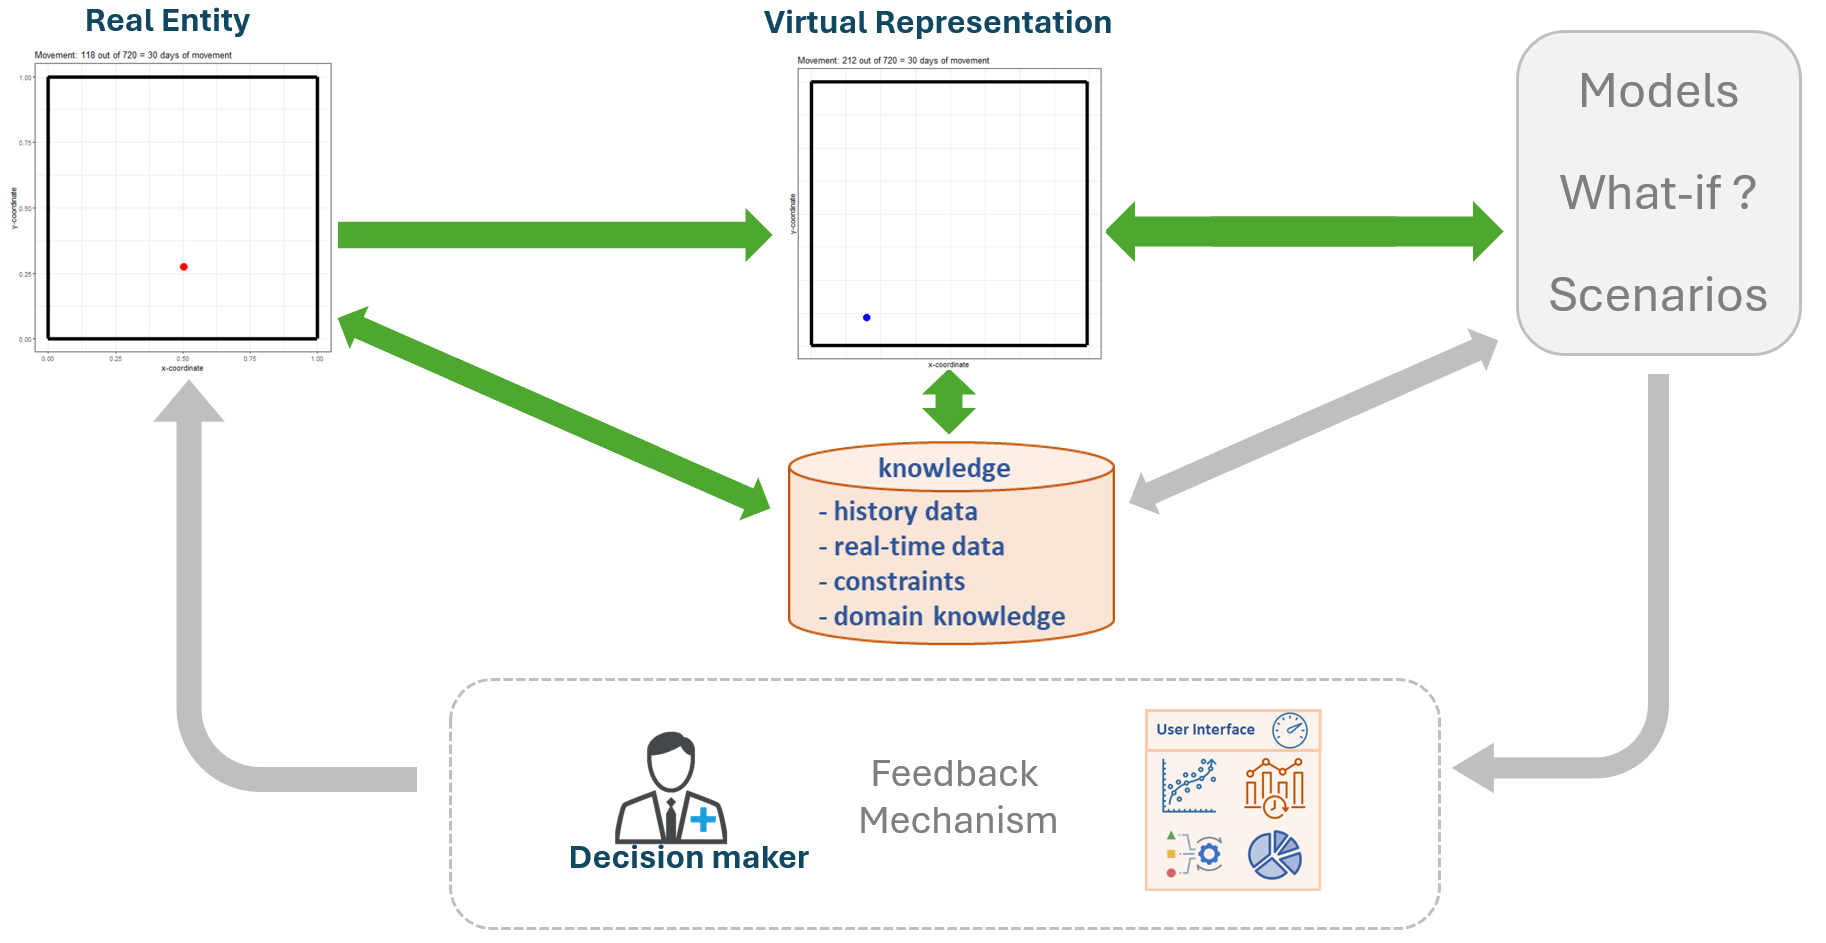 Real Entity
Virtual Representation
Movement: 118 out of 720 = 30 days of movement
1.00
0.75
0.50
0.25
0.00
y-coordinate
0.00 0.25 0.50 0.75 1.00
x-coordinate
Movement: 212 out of 720 = 30 days of movement
y-coordinate
x-coordinate
Models
What-if ?
Scenarios
knowledge
- history data
- real-time data
- constraints
- domain knowledge
Decision maker
Feedback
Mechanism
User Interface